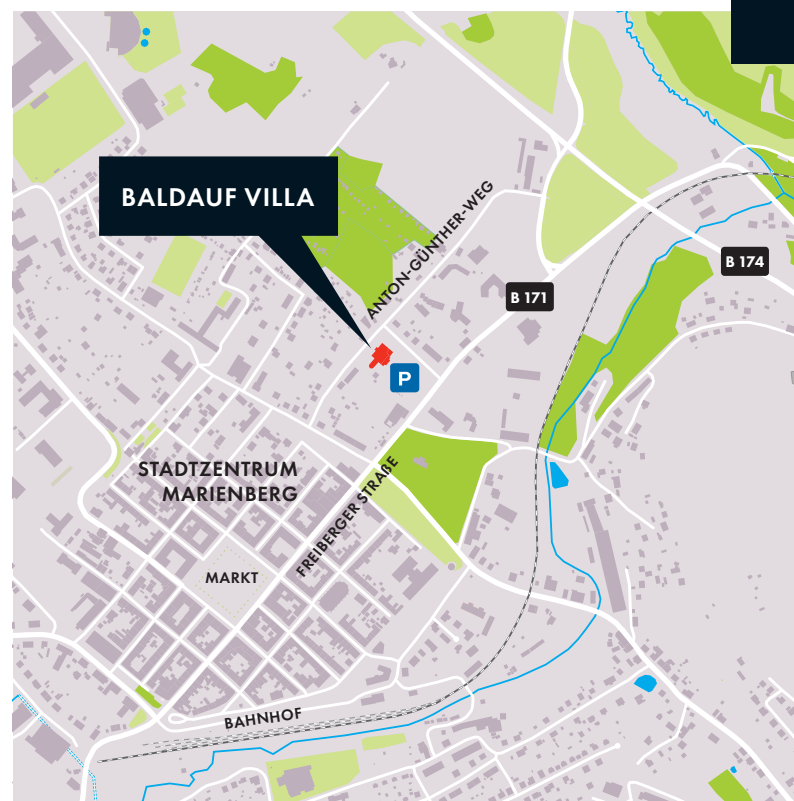 BALDAUF VILLA
ANTON-GÜNTHER-WEG
B 174
B 171
P
STADTZENTRUM
MARIENBERG
FREIBERGER STRAßE
MARKT
BAHNHOF